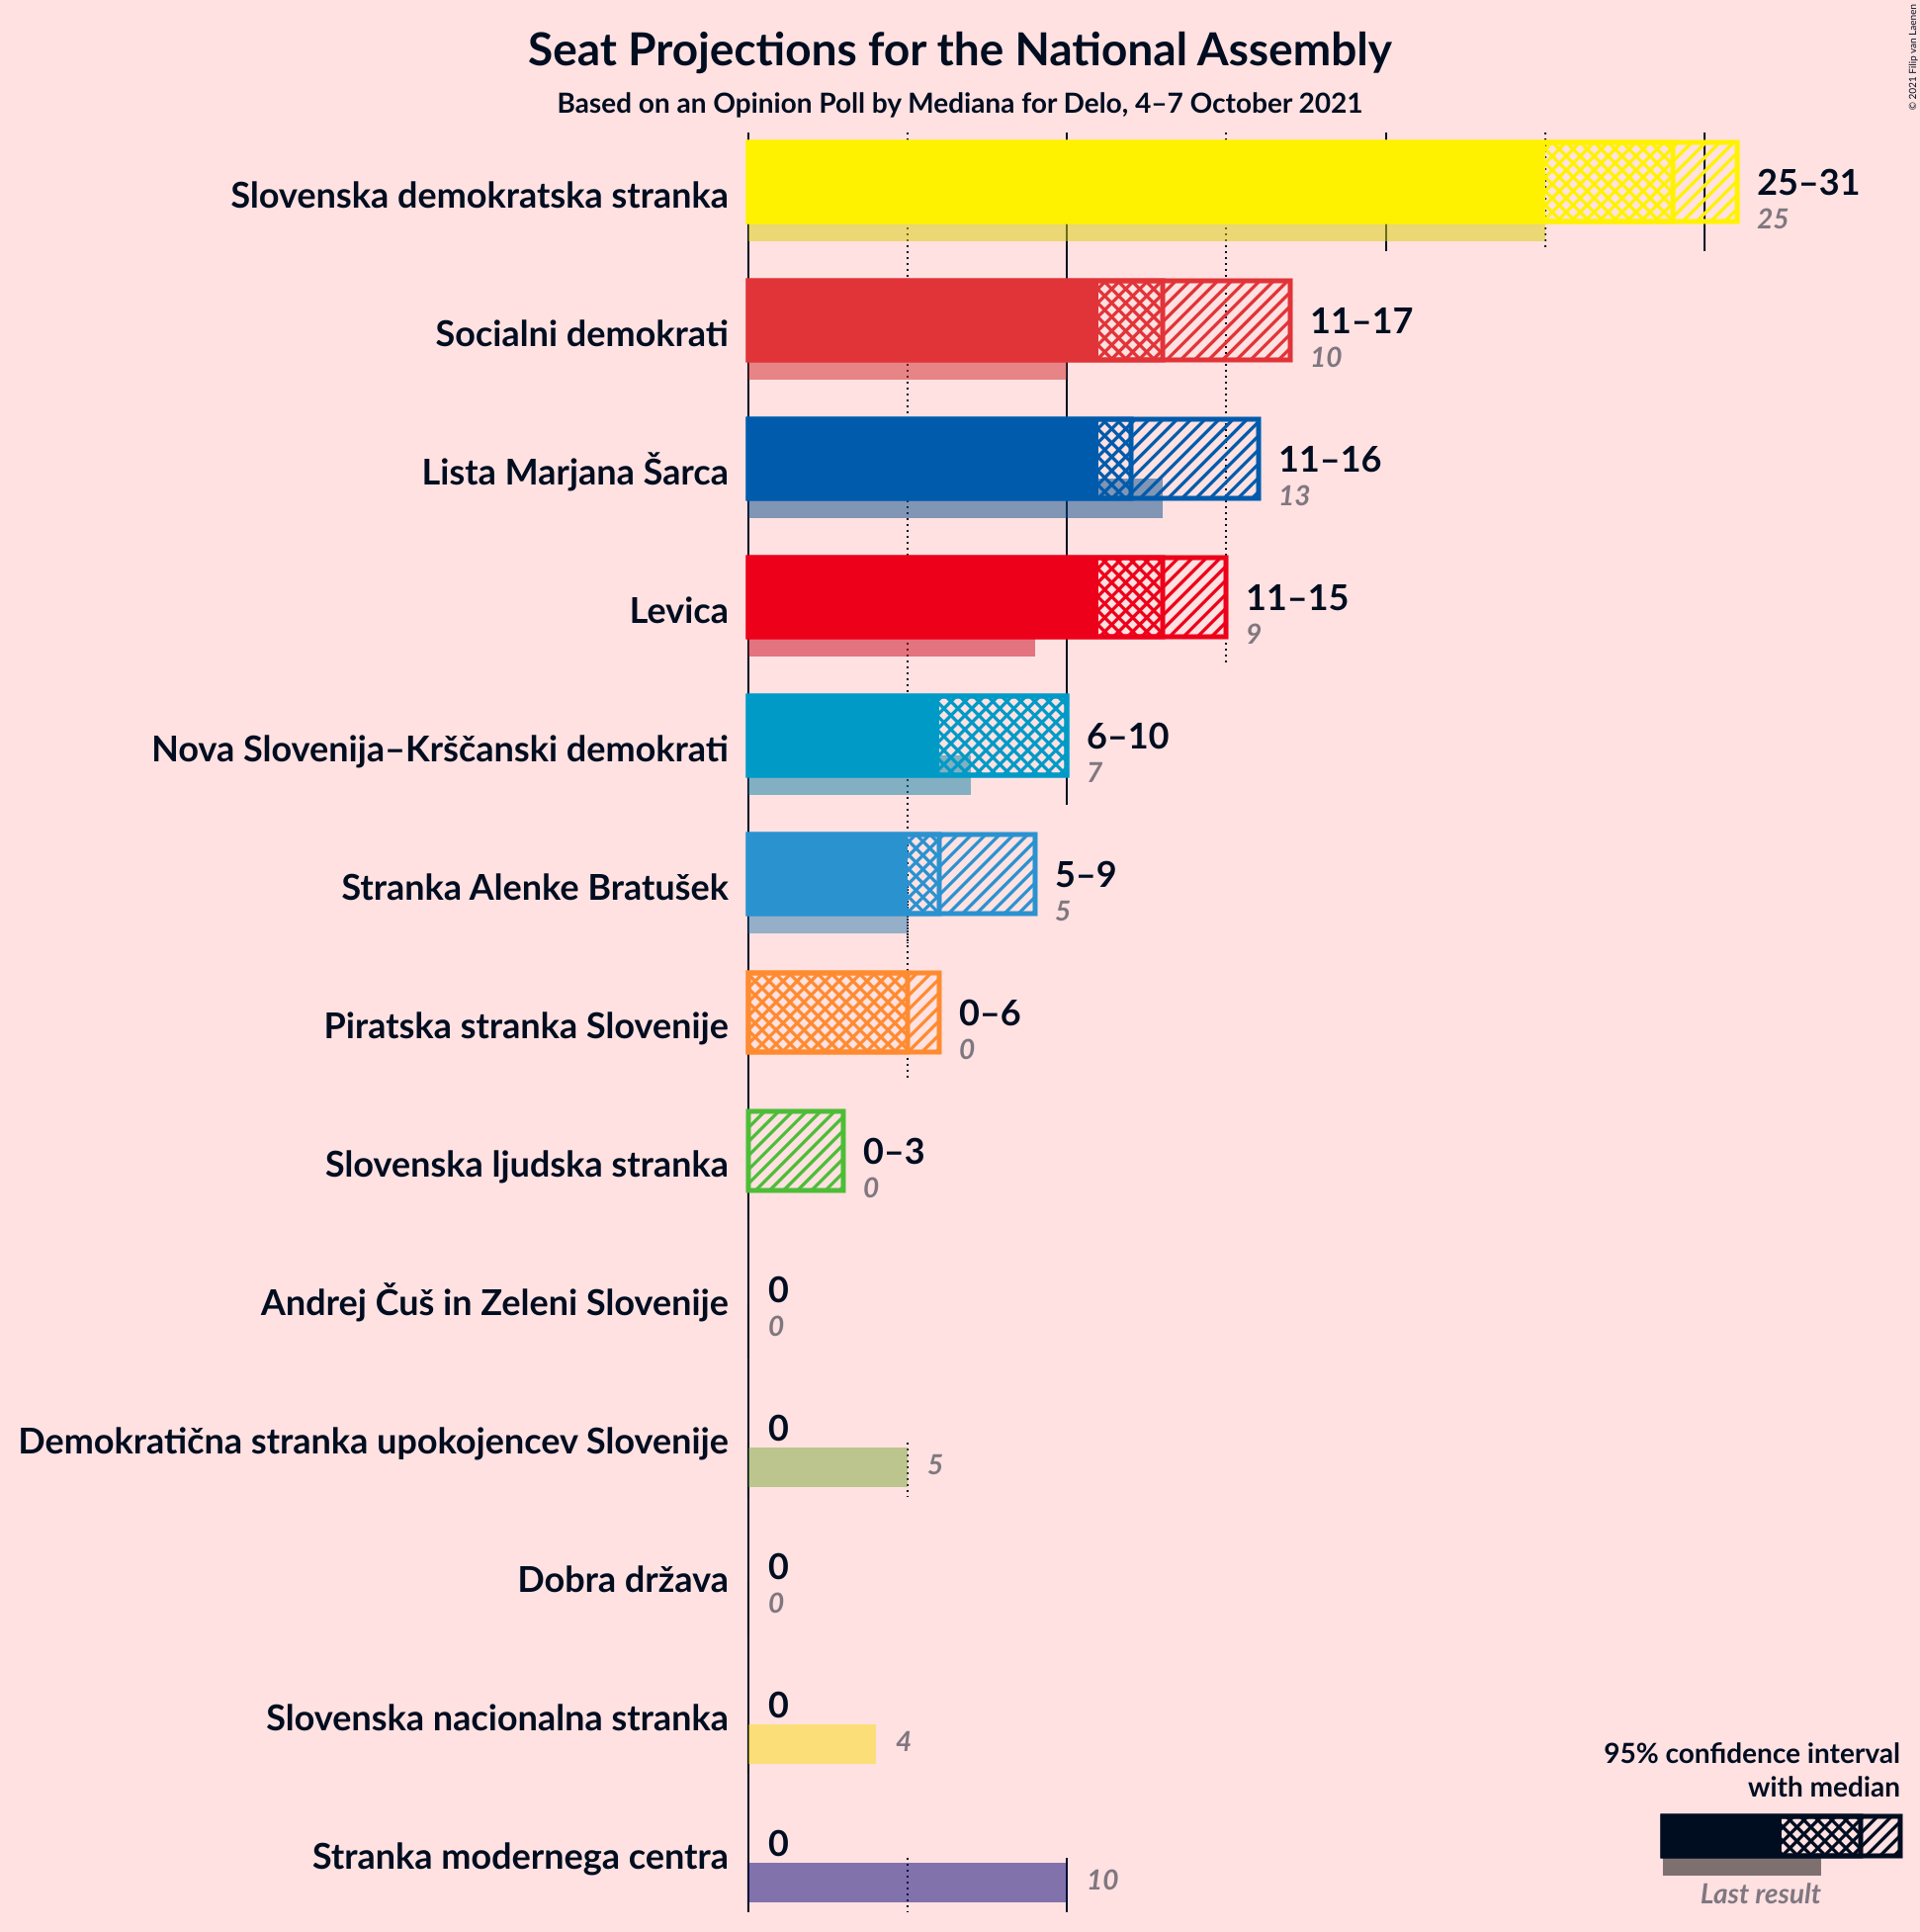 © 2021 Filip van Laenen
Seat Projections for the National Assembly
Based on an Opinion Poll by Mediana for Delo, 4–7 October 2021
Slovenska demokratska stranka
25–31
25
Socialni demokrati
11–17
10
Lista Marjana Šarca
11–16
13
Levica
11–15
9
Nova Slovenija–Krščanski demokrati
6–10
7
Stranka Alenke Bratušek
5–9
5
Piratska stranka Slovenije
0–6
0
Slovenska ljudska stranka
0–3
0
Andrej Čuš in Zeleni Slovenije
0
0
Demokratična stranka upokojencev Slovenije
0
5
Dobra država
0
0
Slovenska nacionalna stranka
0
4
Stranka modernega centra
0
10
95% confidence interval
with median
Last result